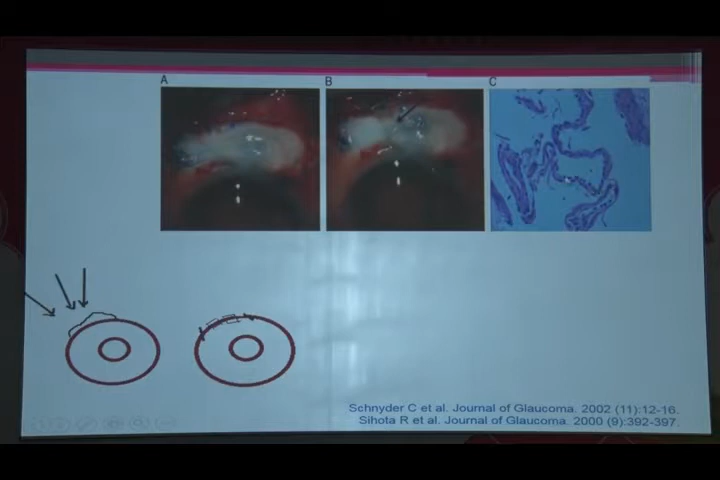 A
B
C
Schnyder C et al. Journal of Glaucoma. 2002 (11):12-16.
Sihota R et al. Journal of Glaucoma. 2000 (9):392-397.